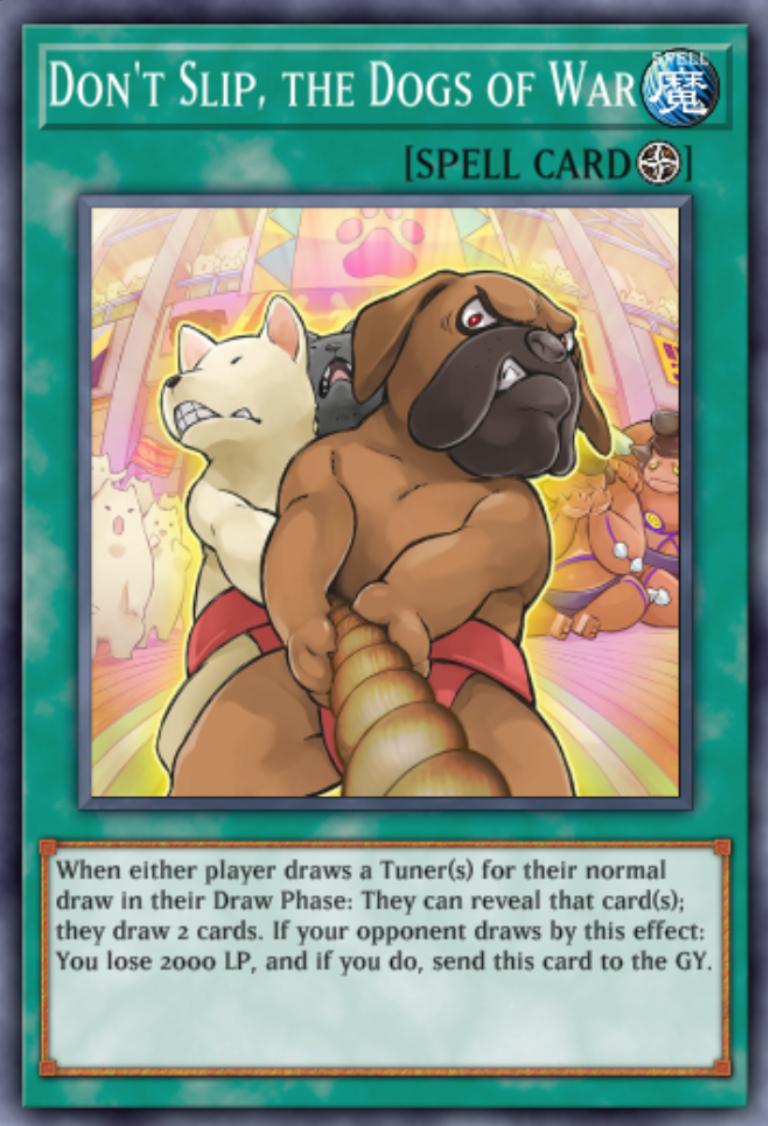 DON'T SLIP, THE DOGS OF WAR
SPELL
魔
[SPELL CARD]
When either player draws a Tuner(s) for their normal
draw in their Draw Phase: They can reveal that card(s);
they draw 2 cards. If your opponent draws by this effect:
You lose 2000 LP, and if you do, send this card to the GY.